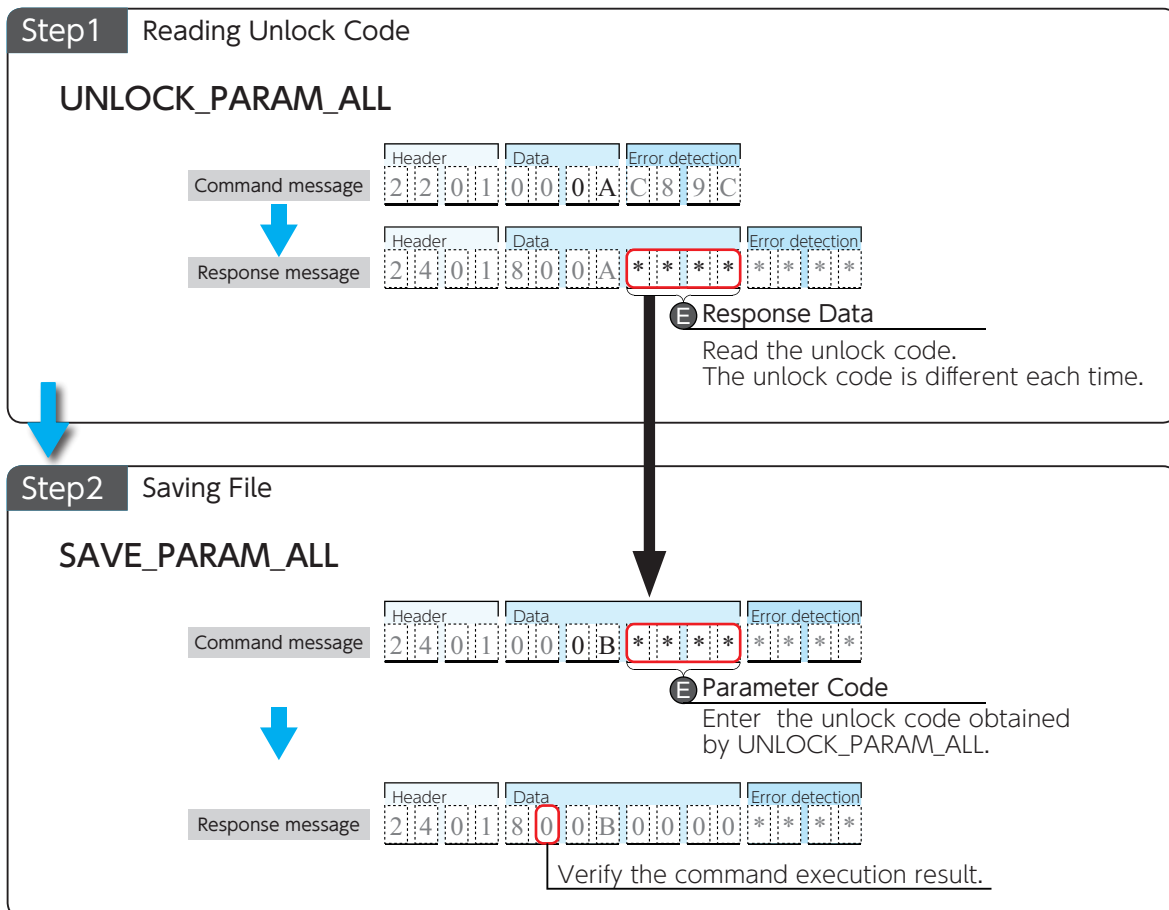 Step1 Reading Unlock Code
UNLOCK_PARAM_ALL
Header Data Error detection
Command message 2 2 0 1 0 0 0 A C 8 9 C
Header Data Error detection
Response message 2 4 0 1 8 0 0 A * * * * * * * *
E Response Data
Read the unlock code.
The unlock code is different each time.
Step2 Saving File
SAVE_PARAM_ALL
Header Data Error detection
Command message 2 4 0 1 0 0 0 B * * * * * * * *
E Parameter Code
Enter the unlock code obtained
by UNLOCK_PARAM_ALL.
Header Data Error detection
Response message 2 4 0 1 8 0 0 B 0 0 0 0 * * * *
Verify the command execution result.